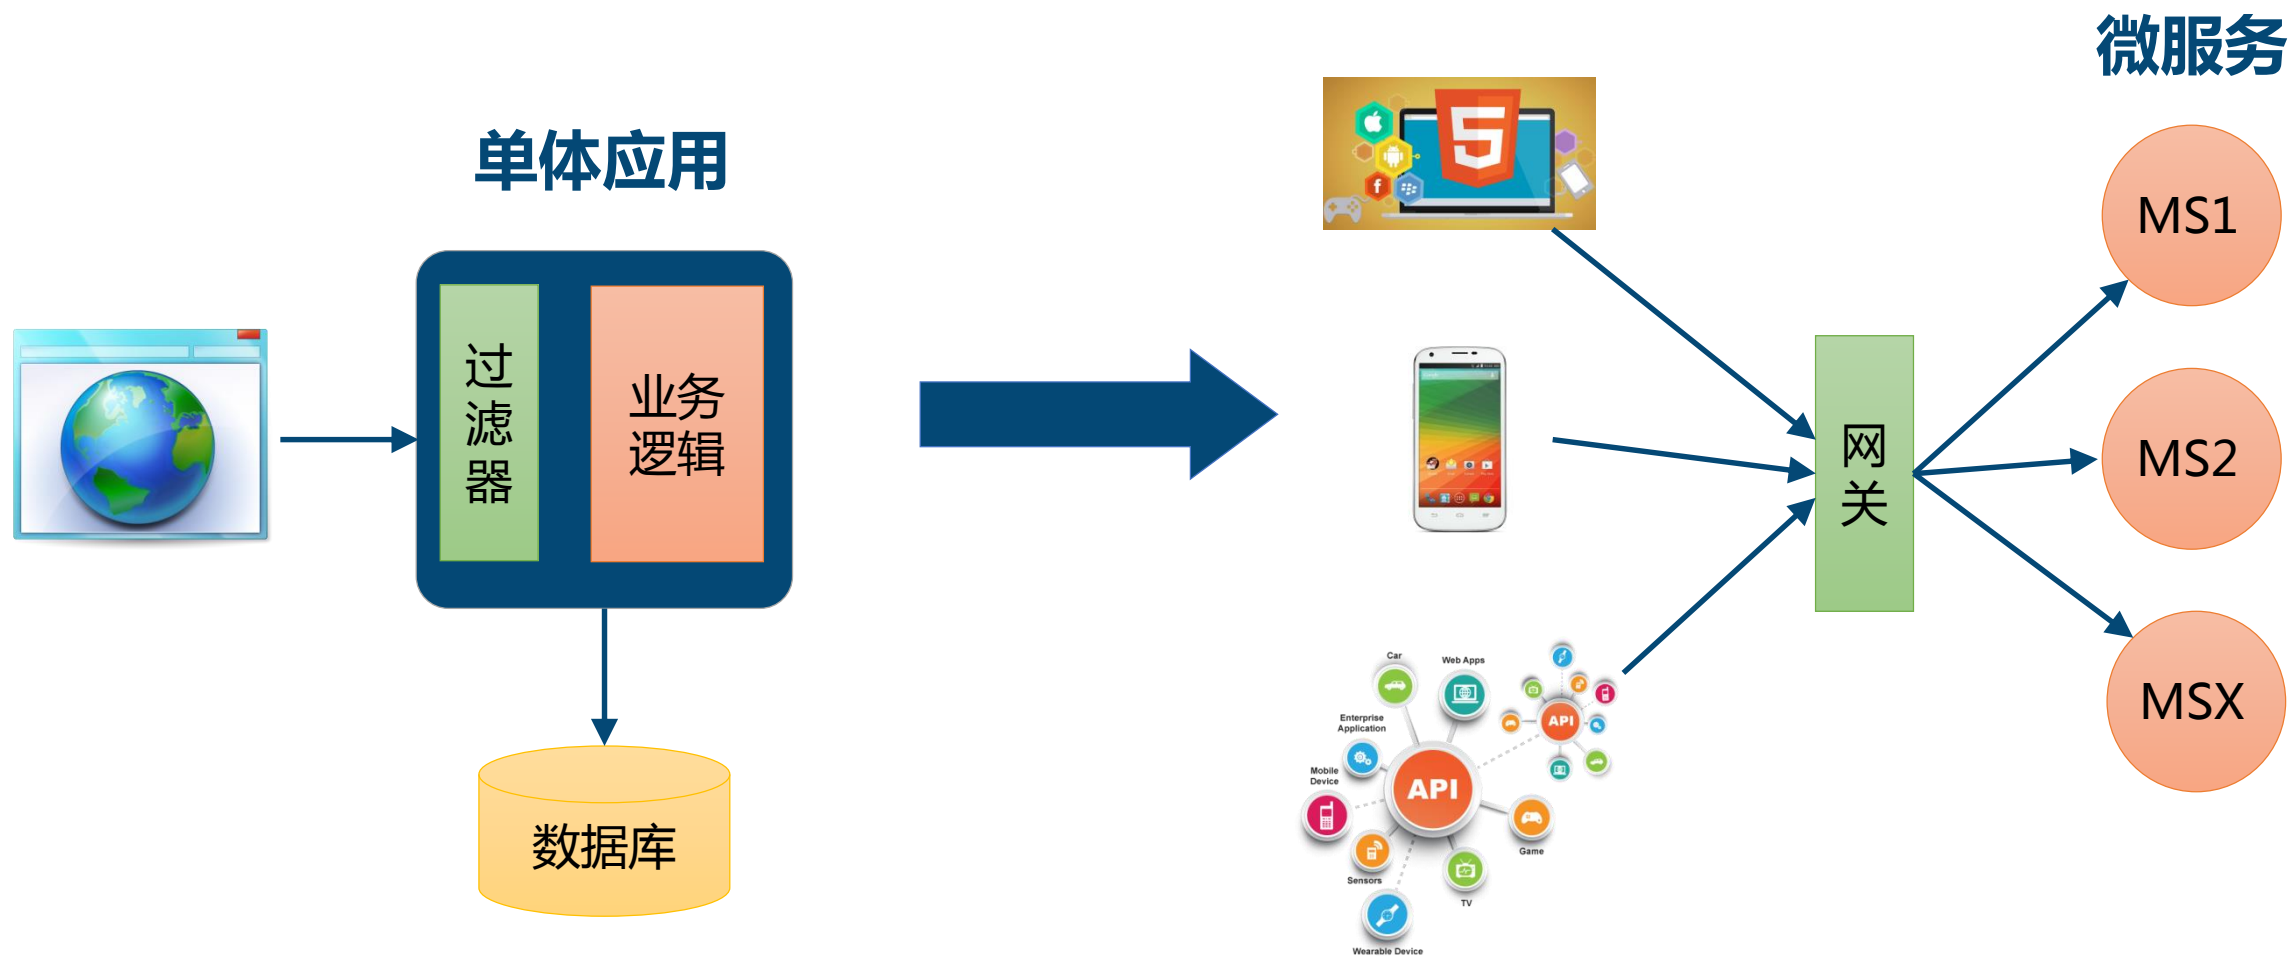 微服务
单体应用
过
滤
器
业务
逻辑
数据库
网
关
MS1
MS2
MSX
Car
Web Apps
Enterprise
Application
Mobile
Device
API
API
Sensors
Game
TV
Wearable Device